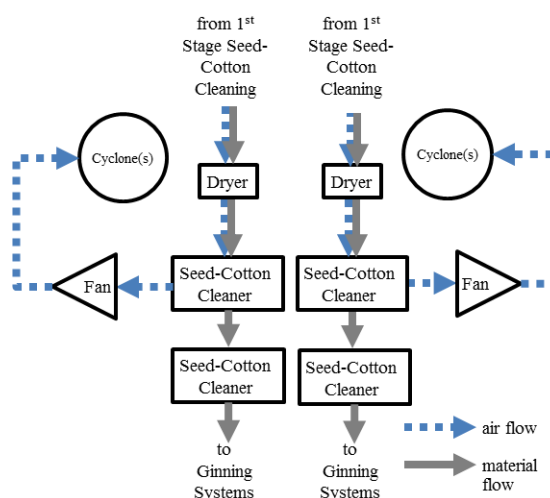 from 1st
Stage Seed-
Cotton
Cleaning
from 1st
Stage Seed-
Cotton
Cleaning
Cyclone(s)
Dryer
Dryer
Cyclone(s)
Fan
Seed-Cotton
Cleaner
Seed-Cotton
Cleaner
Fan
Seed-Cotton
Cleaner
Seed-Cotton
Cleaner
to
Ginning
Systems
to
Ginning
Systems
air flow
material
flow